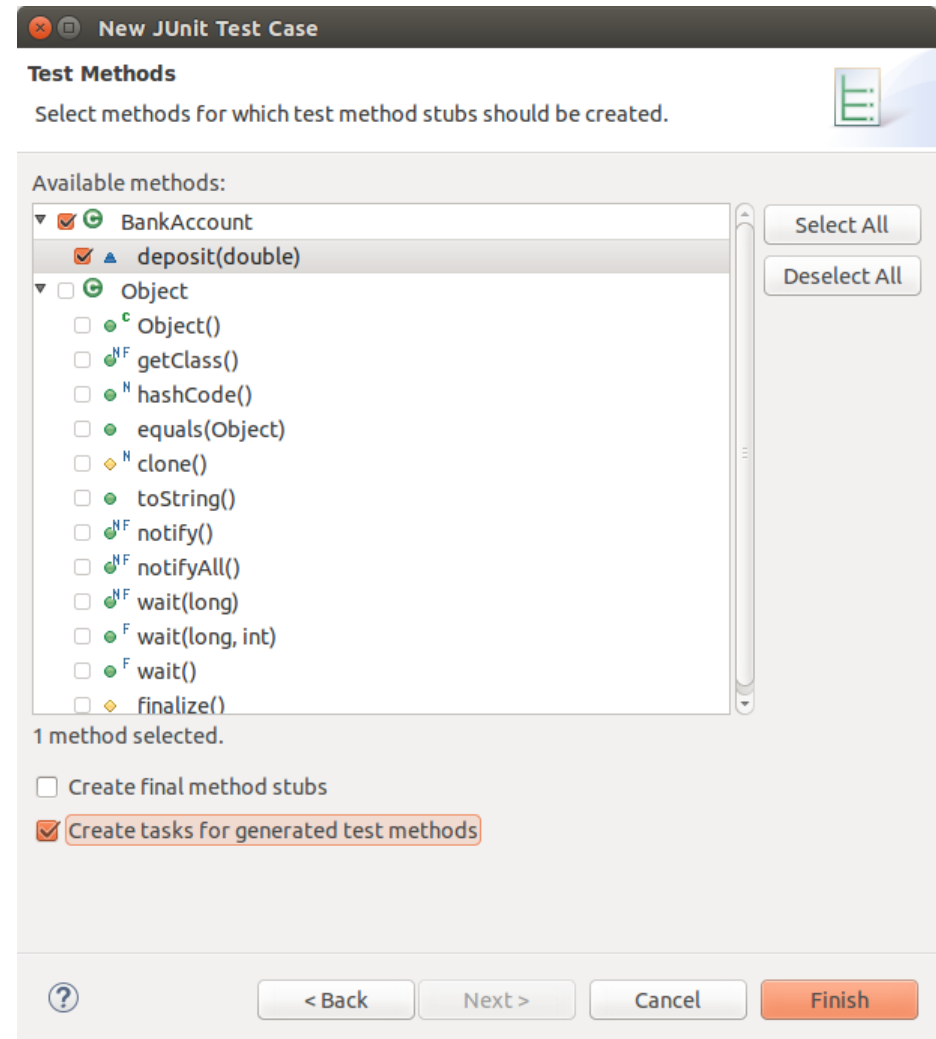 New JUnit Test Case
Test Methods
Select methods for which test method stubs should be created.
Available methods:
C BankAccount
deposit(double)
C Object
C Object()
N F getClass()
N hashCode()
equals(Object)
N clone()
toString()
N F notify()
N F notifyAll()
N F wait(long)
F wait(long, int)
F wait()
finalize()
Select All
Deselect All
1 method selected.
Create final method stubs
Create tasks for generated test methods
?
< Back
Next >
Cancel
Finish